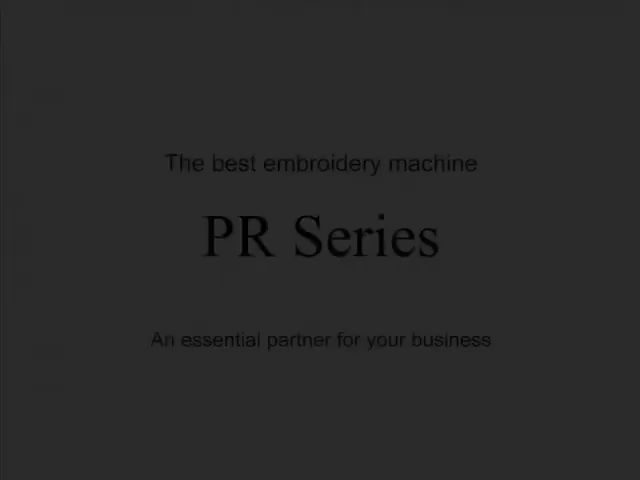 The best embroidery machine
PR Series
An essential partner for your business